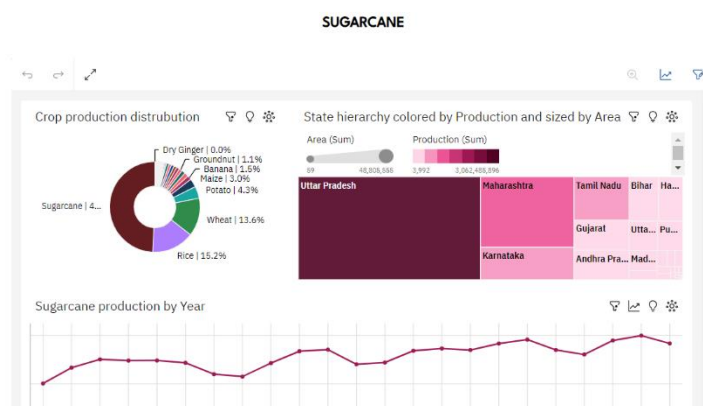 SUGARCANE
Crop production distrubution
State hierarchy colored by Production and sized by Area
Dry Ginger | 0.0%
Groundnut | 1.1%
Banana | 1.5%
Maize | 3.0%
Potato | 4.3%
Sugarcane | 4...
Wheat | 13.6%
Rice | 15.2%
Area (Sum)
Production (Sum)
89
48,808,888
3,992
3,062,488,896
Uttar Pradesh
Maharashtra
Tamil Nadu
Bihar
Ha...
Gujarat
Utta...
Pu...
Karnataka
Andhra Pra...
Mad...
Sugarcane production by Year